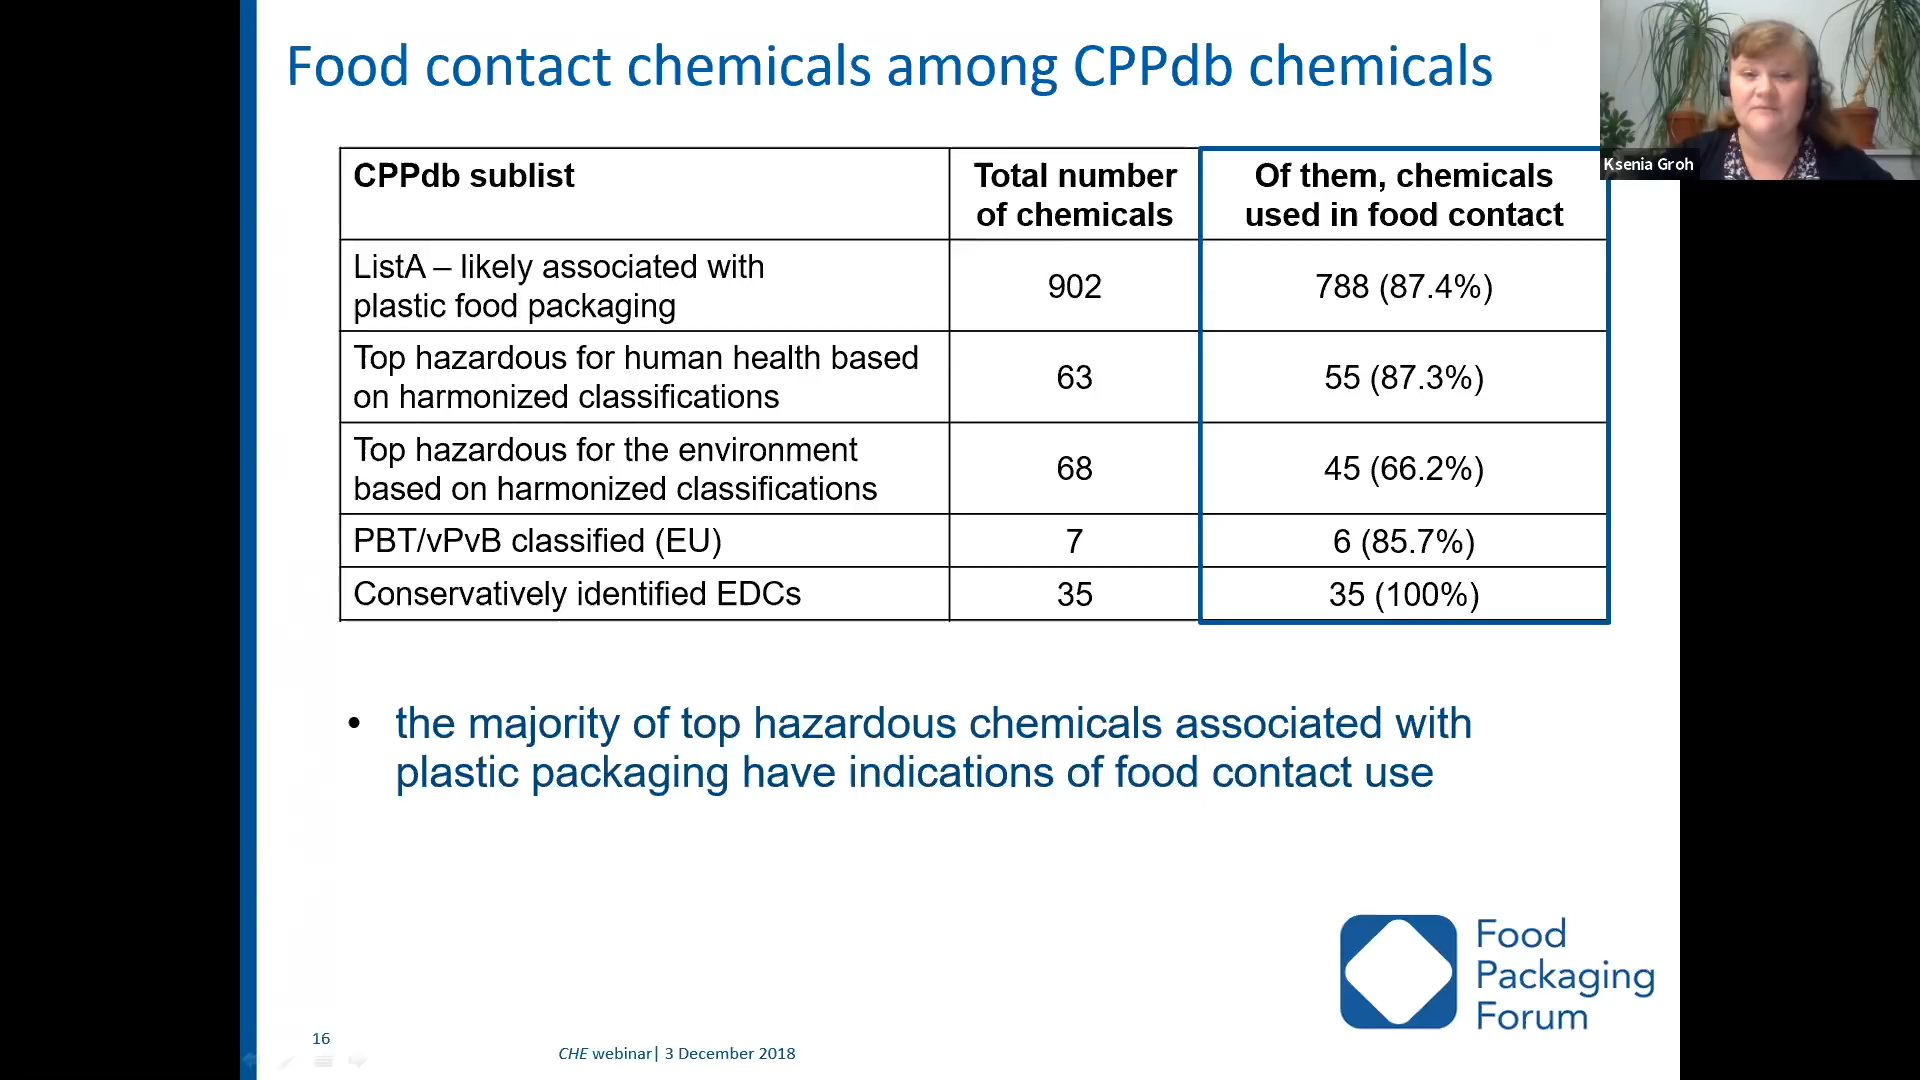 Food contact chemicals among CPPdb chemicals
Ksenia Groh
CPPdb sublist
Total number
of chemicals
Of them, chemicals
used in food contact
ListA – likely associated with
plastic food packaging
902
788 (87.4%)
Top hazardous for human health based
on harmonized classifications
63
55 (87.3%)
Top hazardous for the environment
based on harmonized classifications
68
45 (66.2%)
PBT/vPvB classified (EU)
7
6 (85.7%)
Conservatively identified EDCs
35
35 (100%)
• the majority of top hazardous chemicals associated with
plastic packaging have indications of food contact use
Food
Packaging
Forum
16
CHE webinar| 3 December 2018